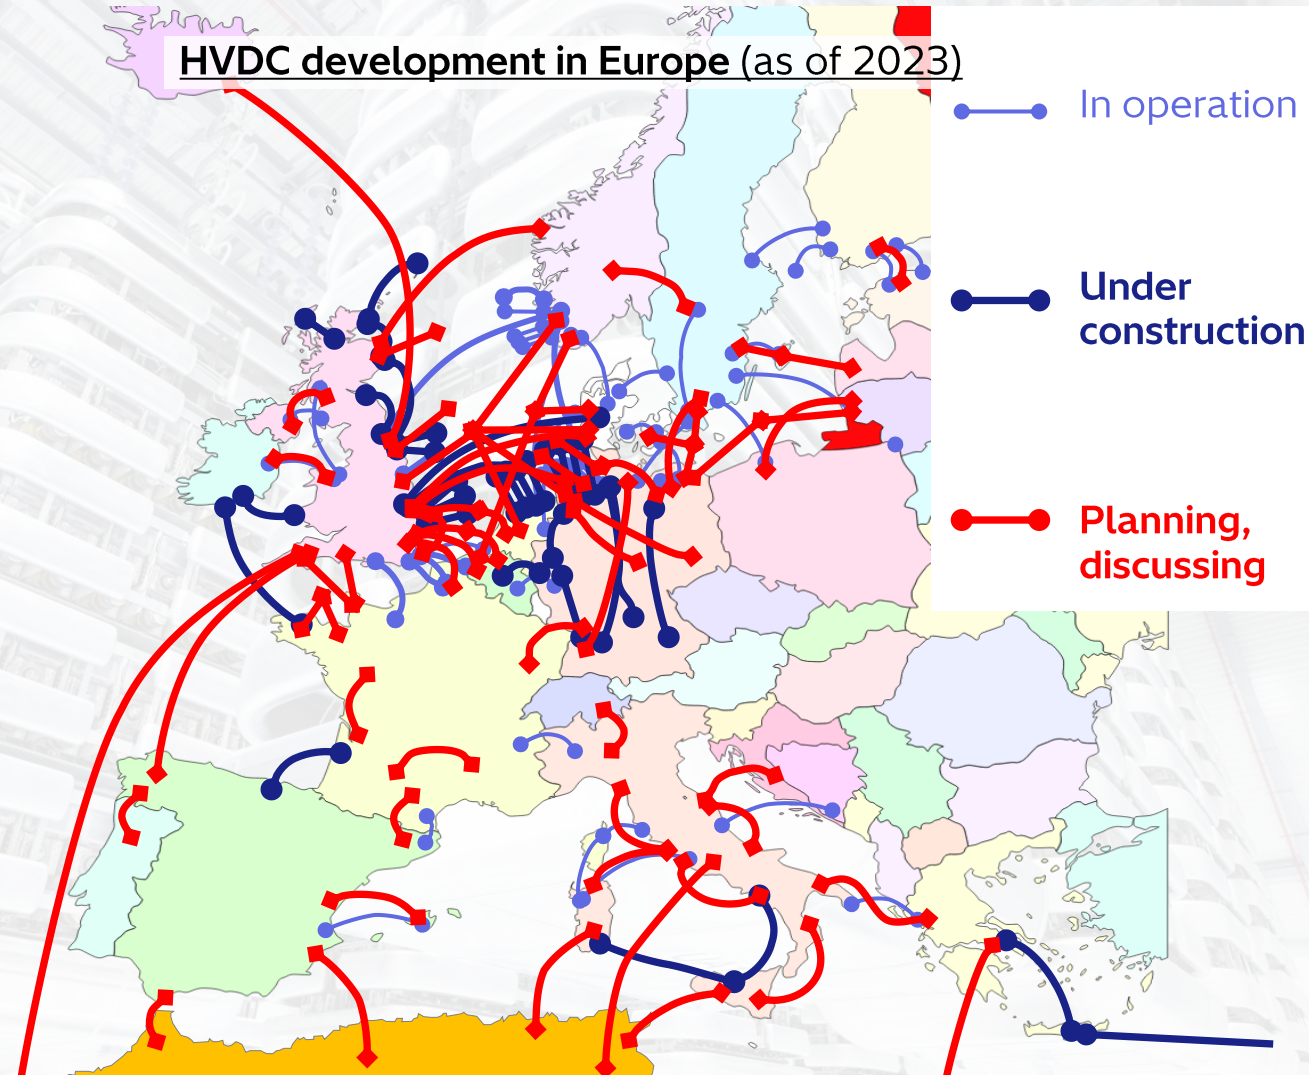 HVDC development in Europe (as of 2023)
In operation
Under
construction
Planning,
discussing